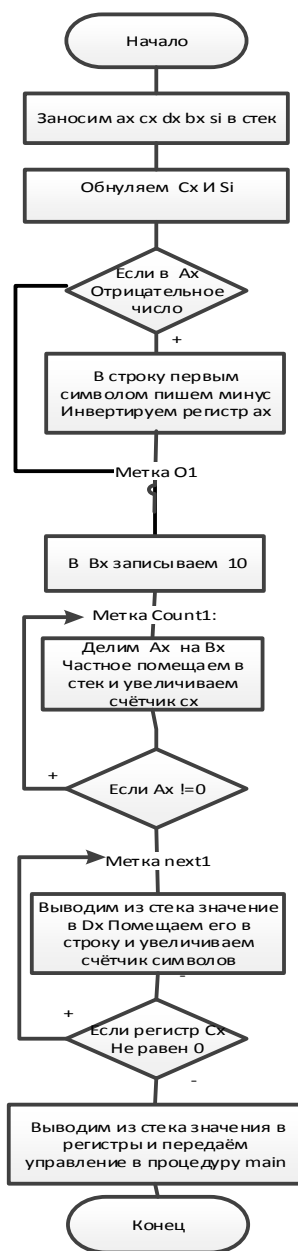 Начало
Заносим ax cx dx bx si в стек
Обнуляем Cx И Si
Если в Ax
Отрицательное
число
+
В строку первым
символом пишем минус
Инвертируем регистр ax
Метка О1
В Bx записываем 10
Метка Count1:
Делим Ax на Bx
Частное помещаем в
стек и увеличиваем
счётчик cx
+
Если Ax !=0
Метка next1
Выводим из стека значение
в Dx Помещаем его в
строку и увеличиваем
счётчик символов
-
+
Если регистр Cx
Не равен 0
-
Выводим из стека значения в
регистры и передаём
управление в процедуру main
Конец